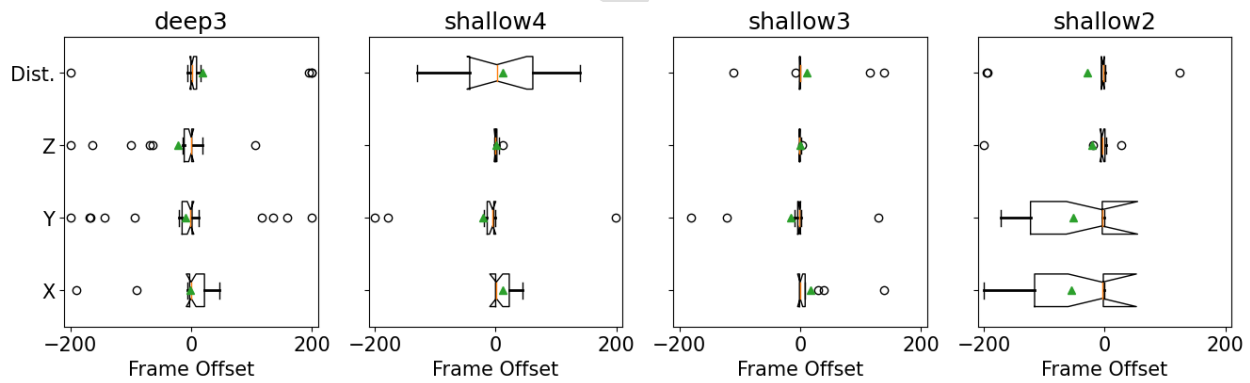 deep3 shallow4 shallow3 shallow2
Dist.
Z
Y
X
−200 0 200 −200 0 200 −200 0 200 −200 0 200
Frame Offset Frame Offset Frame Offset Frame Offset